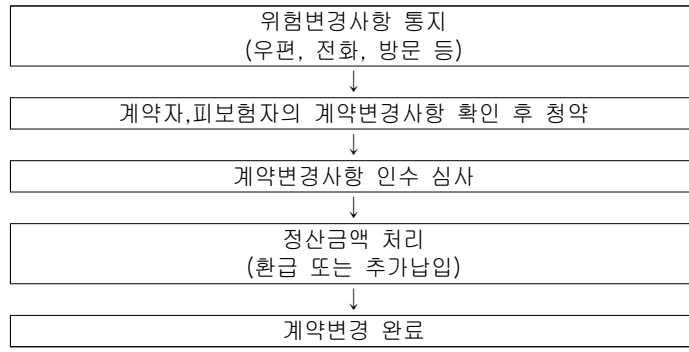 위험변경사항 통지
(우편, 전화, 방문 등)
↓
계약자,피보험자의 계약변경사항 확인 후 청약
↓
계약변경사항 인수 심사
↓
정산금액 처리
(환급 또는 추가납입)
↓
계약변경 완료